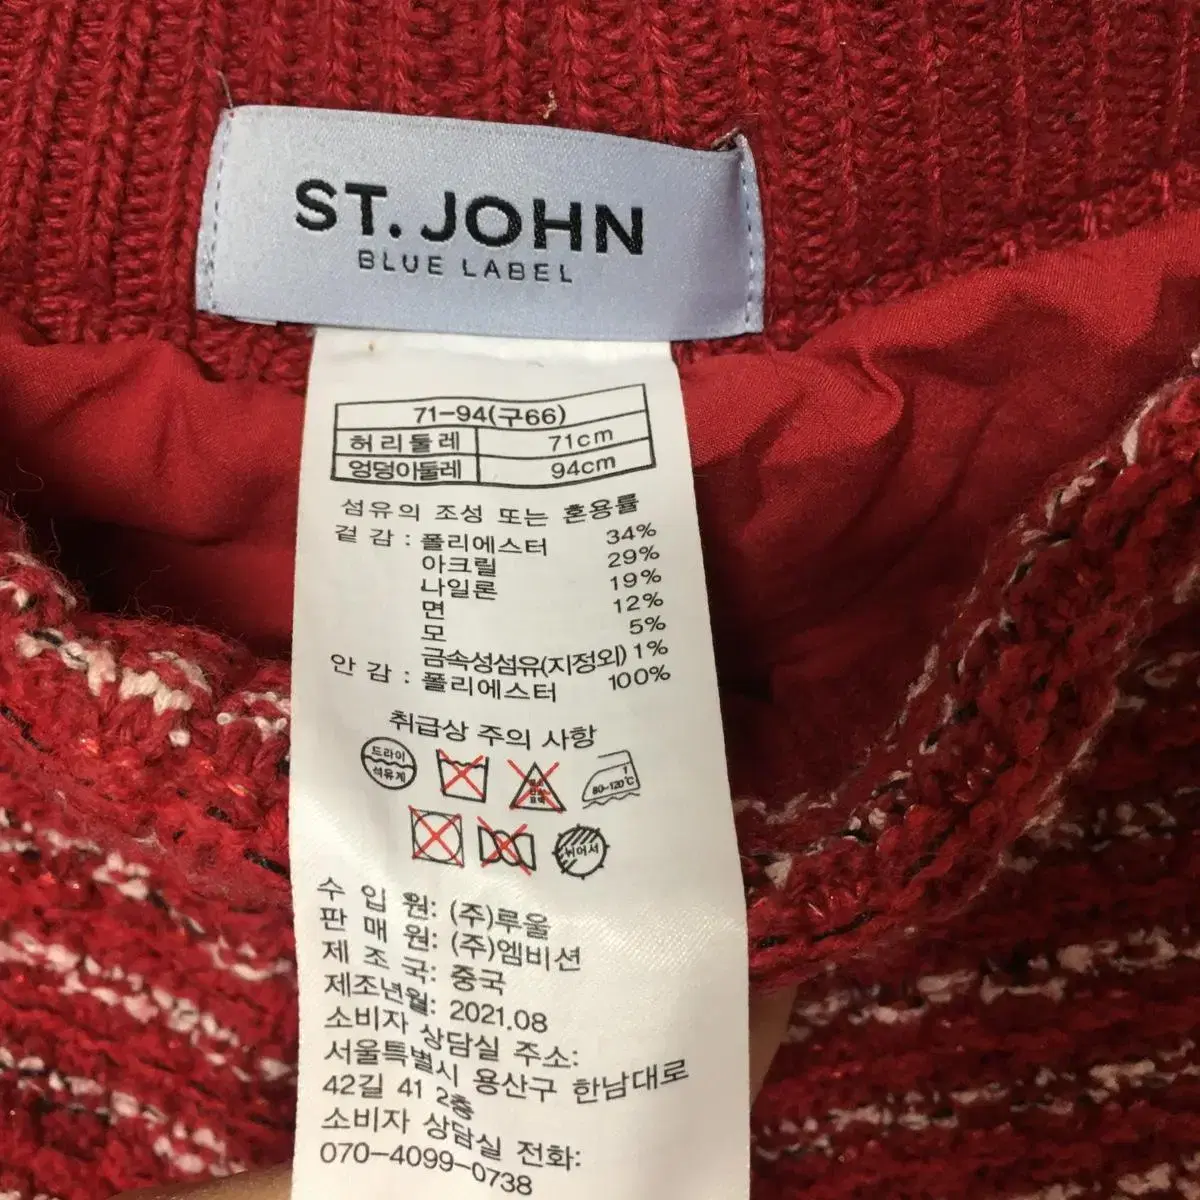 ST. JOHN
BLUE LABEL
71-94(구66)
허리둘레 71cm
엉덩아둘레 94cm
섬유의 조성 또는 혼용률
겉 감 : 폴리에스터 34%
아크릴 29%
나일론 19%
면 12%
모 5%
금속성섬유(지정외) 1%
안 감 : 폴리에스터 100%
취급상 주의 사항
드라이
석유계
1
80~120℃
뉘어서
수 입 원: (주)루울
판 매 원: (주)엠비션
제 조 국: 중국
제조년월: 2021.08
소비자 상담실 주소:
서울특별시 용산구 한남대로
42길 41 2층
소비자 상담실 전화:
070-4099-0738